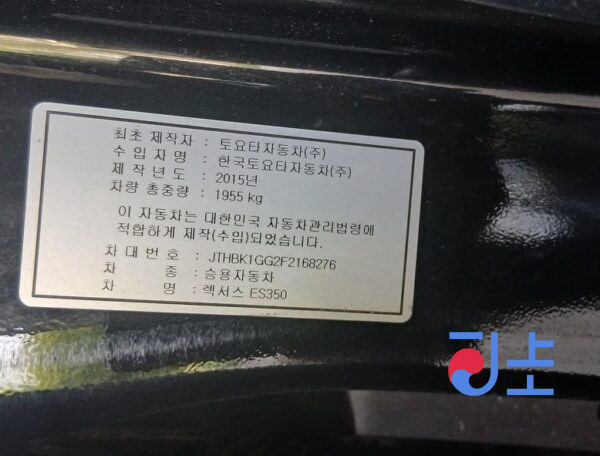 최초 제작자 : 토요타자동차(주)
수 입 자 명 : 한국토요타자동차(주)
제 작 년 도 : 2015년
차량 총중량 : 1955 kg
이 자동차는 대한민국 자동차관리법령에
적합하게 제작(수입)되었습니다.
차 대 번 호 : JTHBK1GG2F2168276
차 종 : 승용자동차
차 명 : 렉서스 ES350